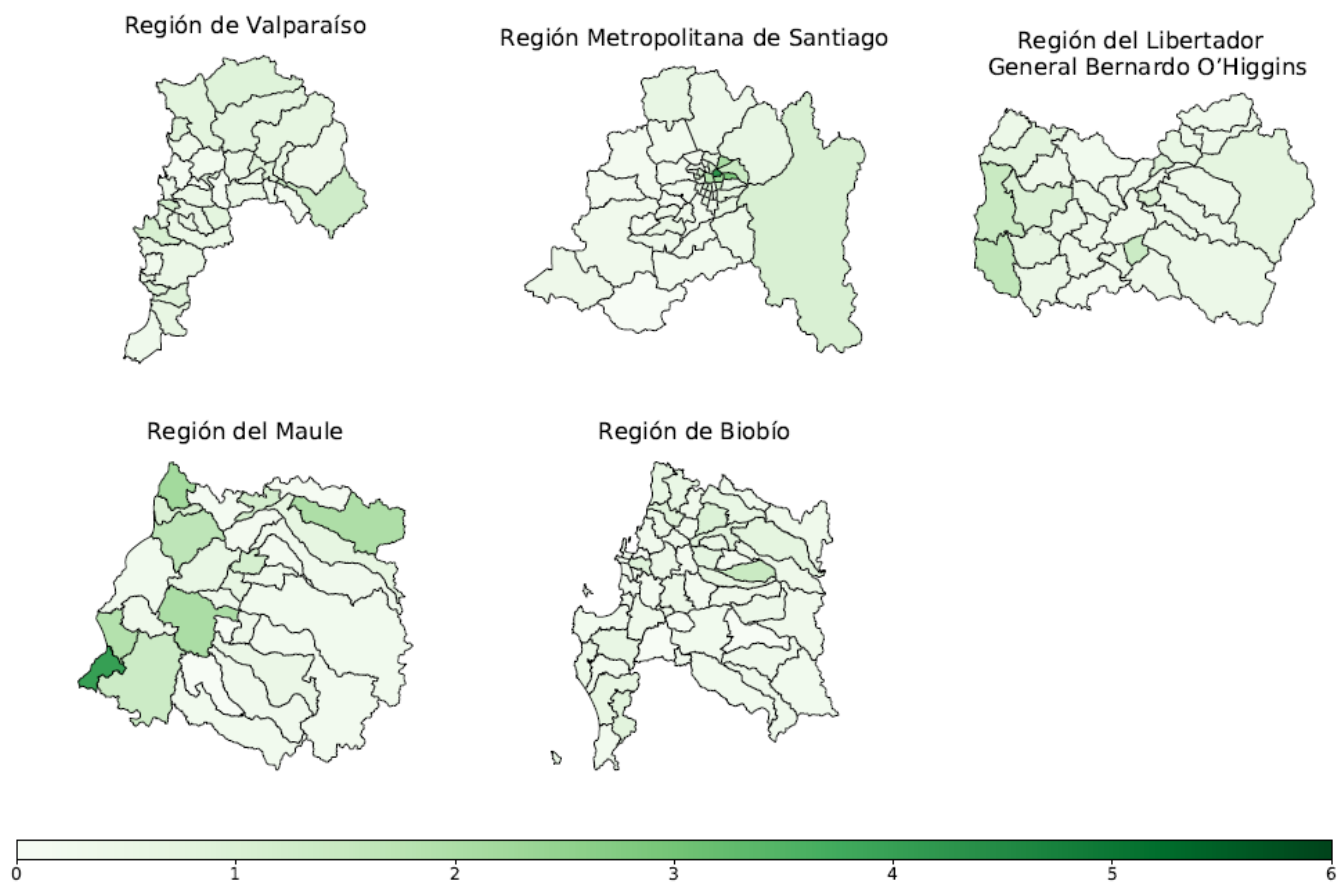 Región de Valparaíso
Región Metropolitana de Santiago
Región del Libertador
General Bernardo O’Higgins
Región del Maule
Región de Biobío
0 1 2 3 4 5 6